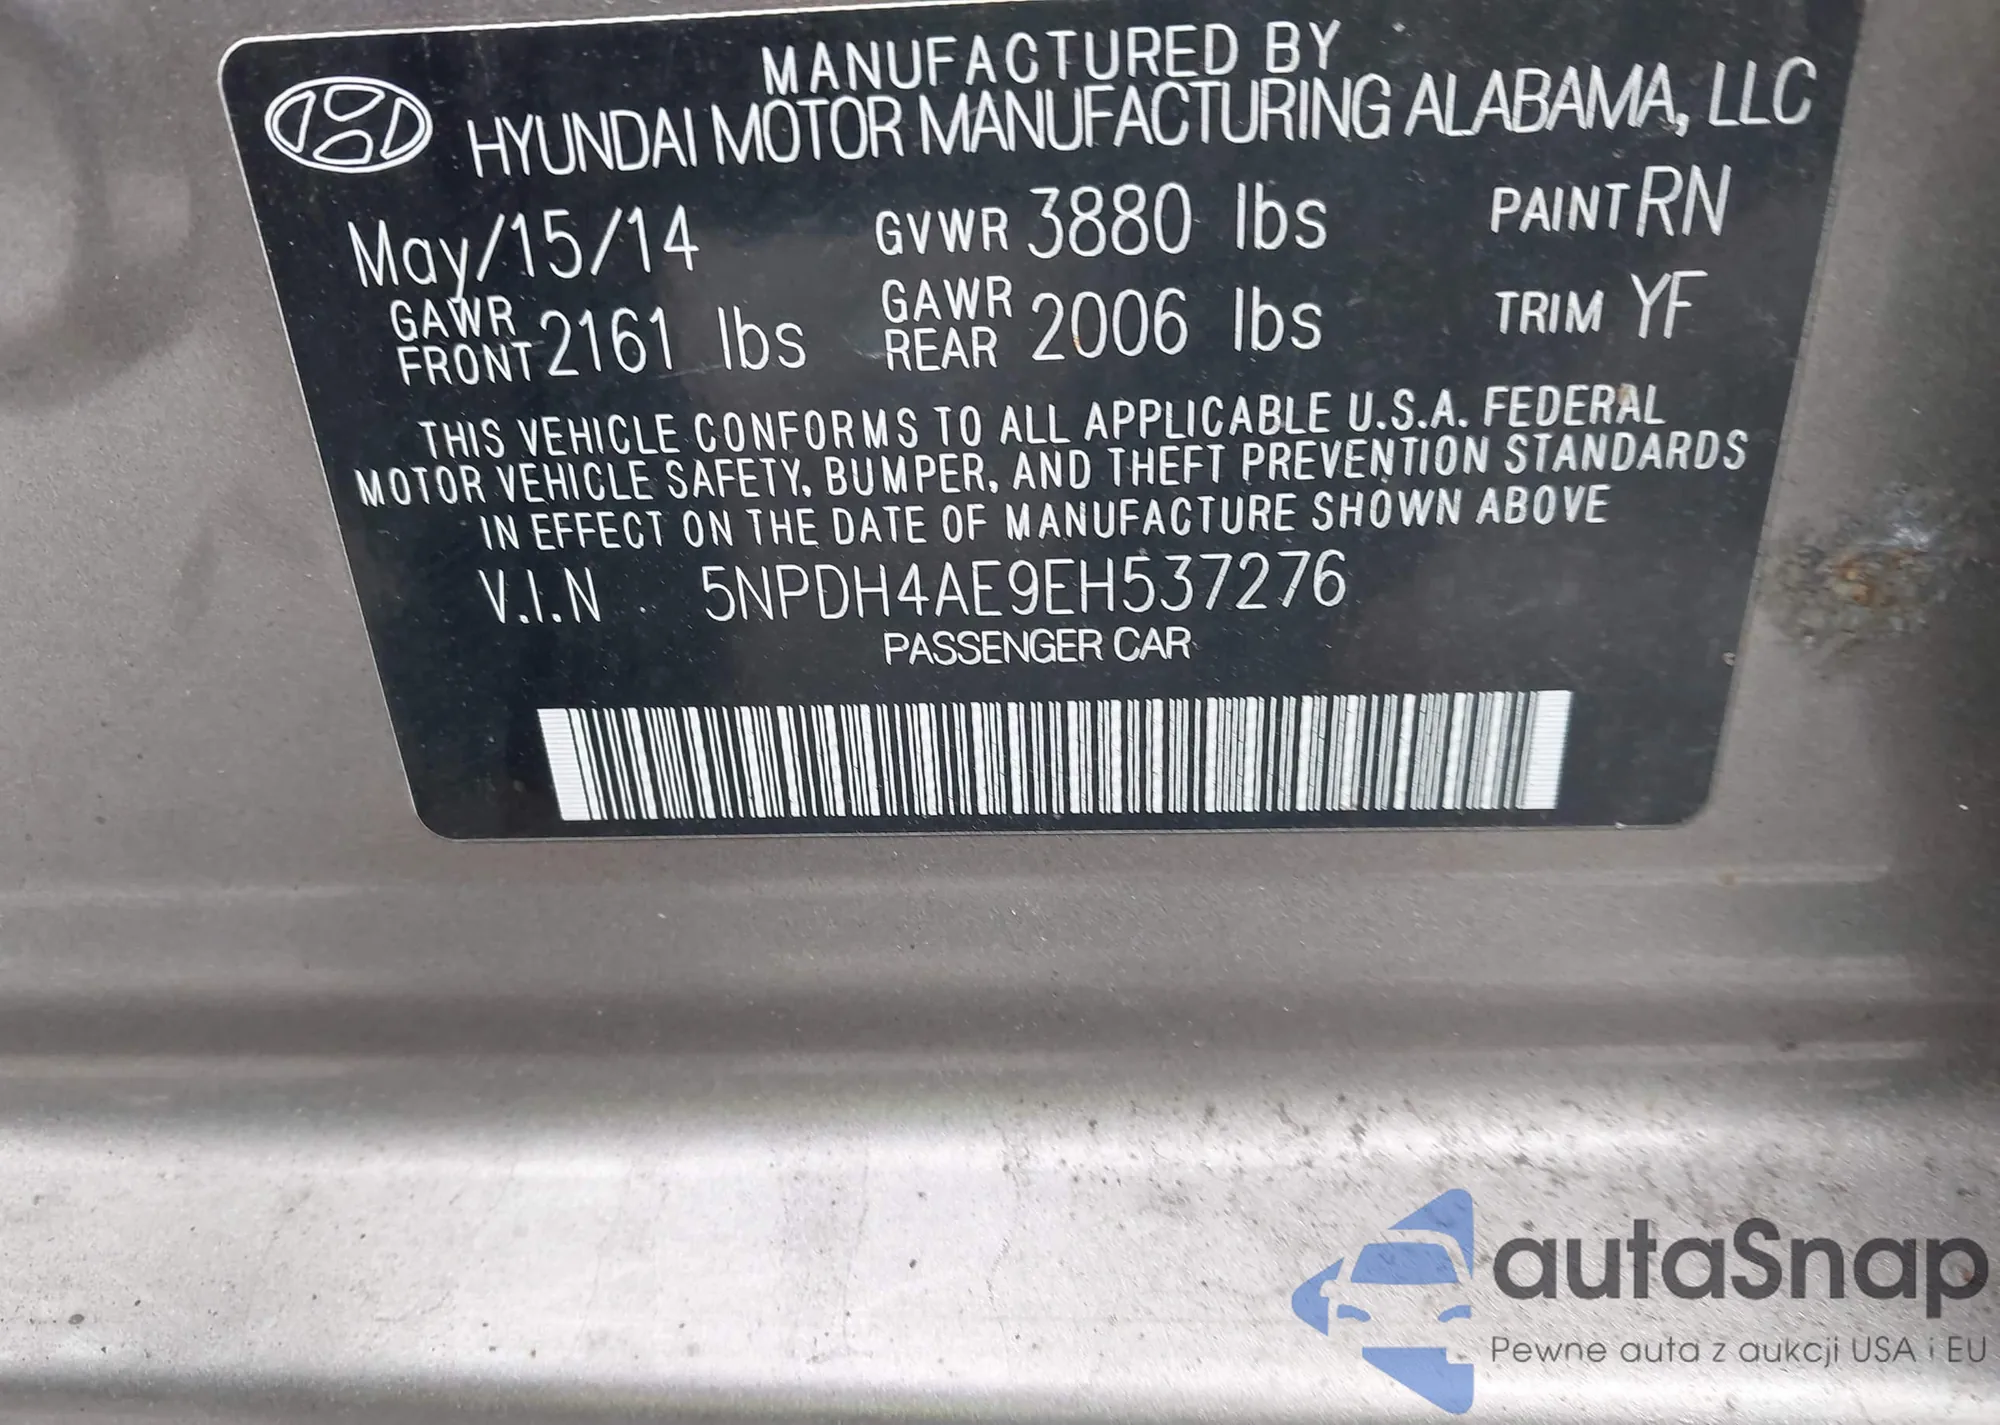 MANUFACTURED BY
HYUNDAI MOTOR MANUFACTURING ALABAMA, LLC
May/15/14 GVWR 3880 lbs PAINT RN
GAWR FRONT 2161 lbs GAWR REAR 2006 lbs TRIM YF
THIS VEHICLE CONFORMS TO ALL APPLICABLE U.S.A. FEDERAL
MOTOR VEHICLE SAFETY, BUMPER, AND THEFT PREVENTION STANDARDS
IN EFFECT ON THE DATE OF MANUFACTURE SHOWN ABOVE
V.I.N 5NPDH4AE9EH537276
PASSENGER CAR
autaSnap
Pewne auta z aukcji USA i EU